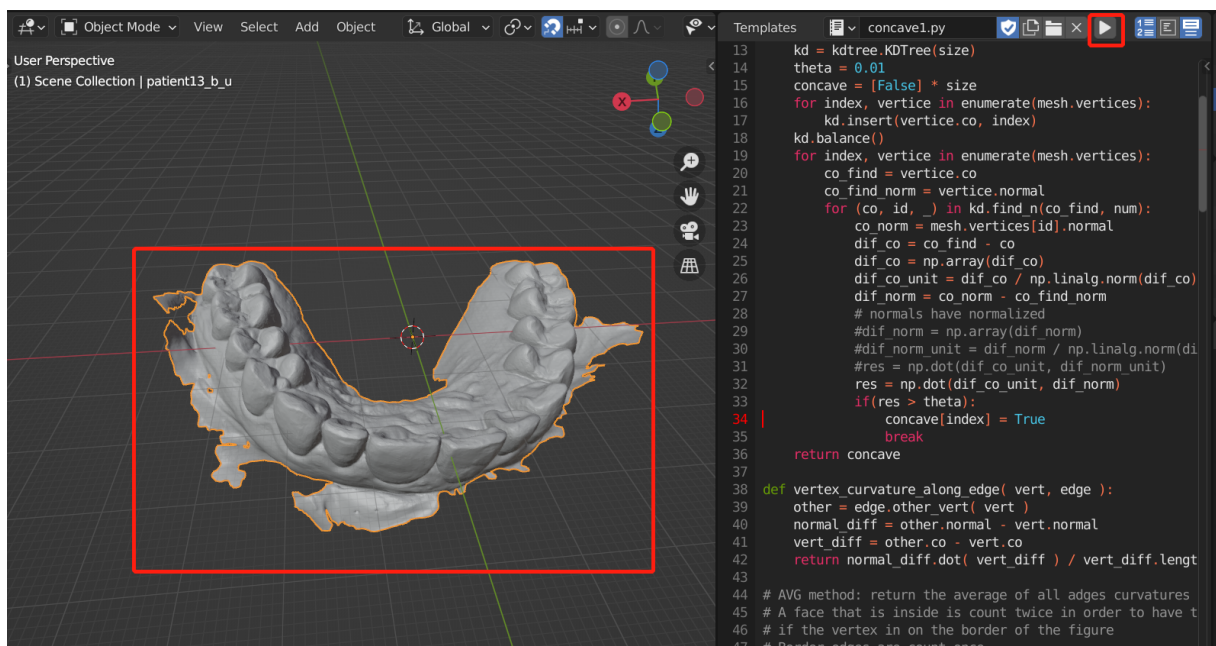 Object Mode View Select Add Object Global
User Perspective
(1) Scene Collection | patient13_b_u
X
Templates concave1.py
13 kd = kdtree.KDTree(size)
14 theta = 0.01
15 concave = [False] * size
16 for index, vertice in enumerate(mesh.vertices):
17 kd.insert(vertice.co, index)
18 kd.balance()
19 for index, vertice in enumerate(mesh.vertices):
20 co_find = vertice.co
21 co_find_norm = vertice.normal
22 for (co, id, _) in kd.find_n(co_find, num):
23 co_norm = mesh.vertices[id].normal
24 dif_co = co_find - co
25 dif_co = np.array(dif_co)
26 dif_co_unit = dif_co / np.linalg.norm(dif_co)
27 dif_norm = co_norm - co_find_norm
28 # normals have normalized
29 #dif_norm = np.array(dif_norm)
30 #dif_norm_unit = dif_norm / np.linalg.norm(di
31 #res = np.dot(dif_co_unit, dif_norm_unit)
32 res = np.dot(dif_co_unit, dif_norm)
33 if(res > theta):
34 concave[index] = True
35 break
36 return concave
37
38 def vertex_curvature_along_edge( vert, edge ):
39 other = edge.other_vert( vert )
40 normal_diff = other.normal - vert.normal
41 vert_diff = other.co - vert.co
42 return normal_diff.dot( vert_diff ) / vert_diff.lengt
43
44 # AVG method: return the average of all adges curvatures
45 # A face that is inside is count twice in order to have t
46 # if the vertex in on the border of the figure
47 # Border edges are count once